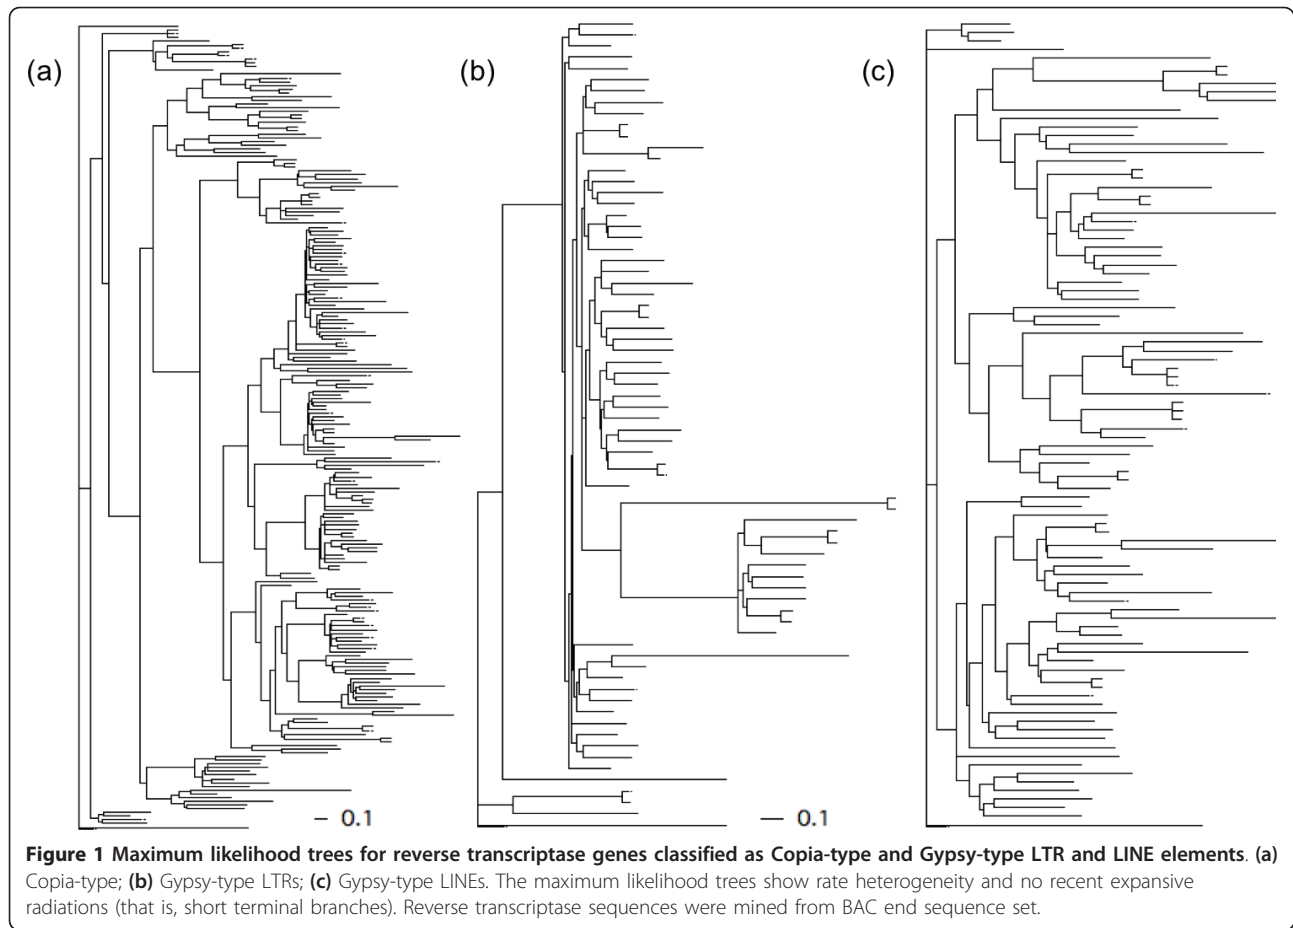 (a)
(b)
(c)
0.1
0.1
Figure 1 Maximum likelihood trees for reverse transcriptase genes classified as Copia-type and Gypsy-type LTR and LINE elements. (a)
Copia-type; (b) Gypsy-type LTRs; (c) Gypsy-type LINEs. The maximum likelihood trees show rate heterogeneity and no recent expansive
radiations (that is, short terminal branches). Reverse transcriptase sequences were mined from BAC end sequence set.